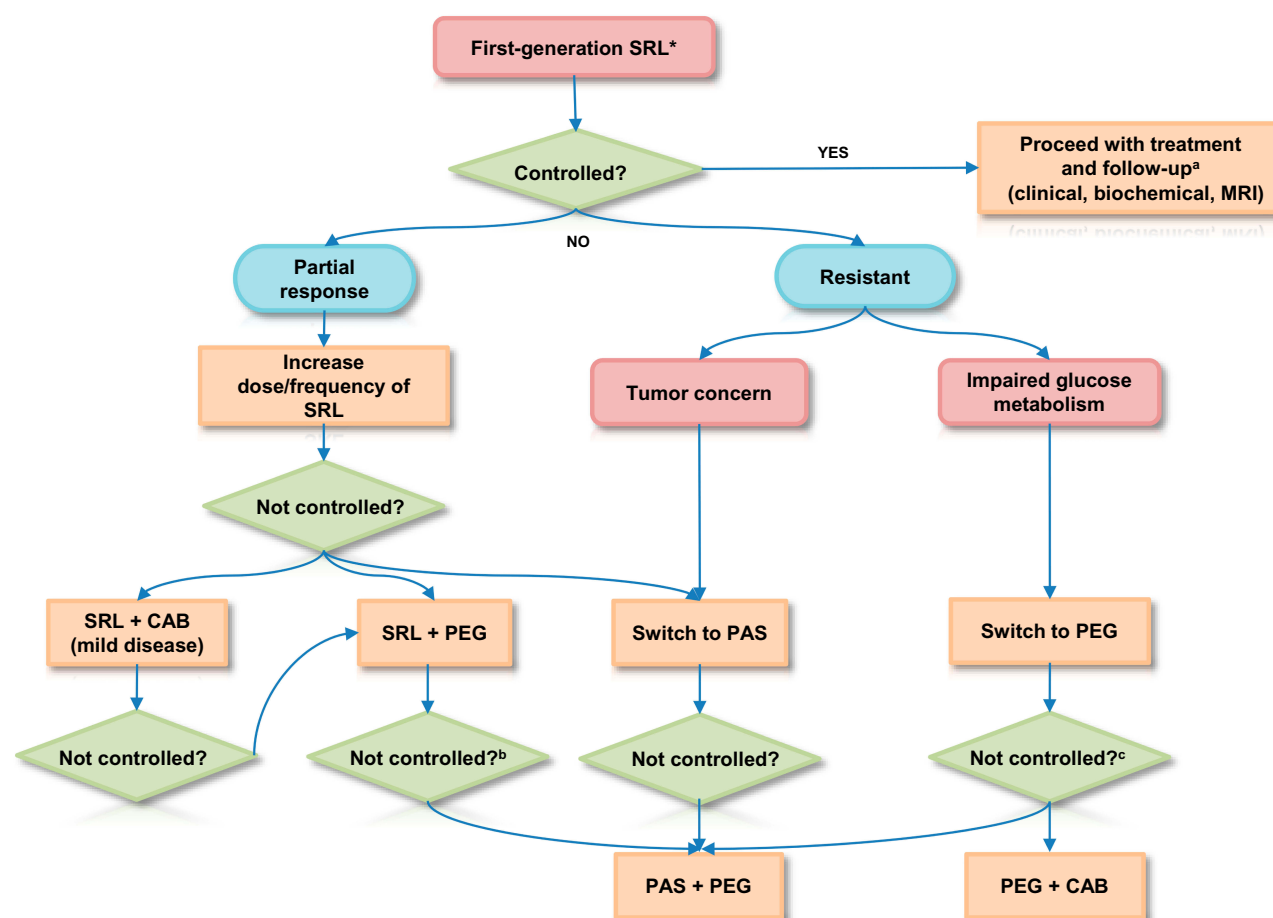 First-generation SRL*
Controlled?
YES
Proceed with treatment
and follow-upᵃ
(clinical, biochemical, MRI)
NO
Partial
response
Resistant
Increase
dose/frequency of
SRL
Tumor concern
Impaired glucose
metabolism
Not controlled?
SRL + CAB
(mild disease)
SRL + PEG
Switch to PAS
Switch to PEG
Not controlled?
Not controlled?ᵇ
Not controlled?
Not controlled?ᶜ
PAS + PEG
PEG + CAB